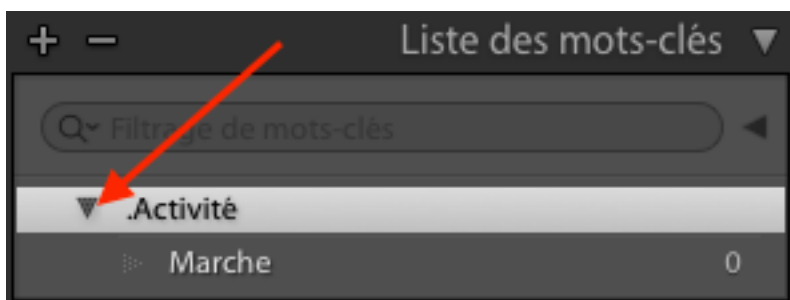 Liste des mots-clés
Filtrage de mots-clés
.Activité
Marche 0